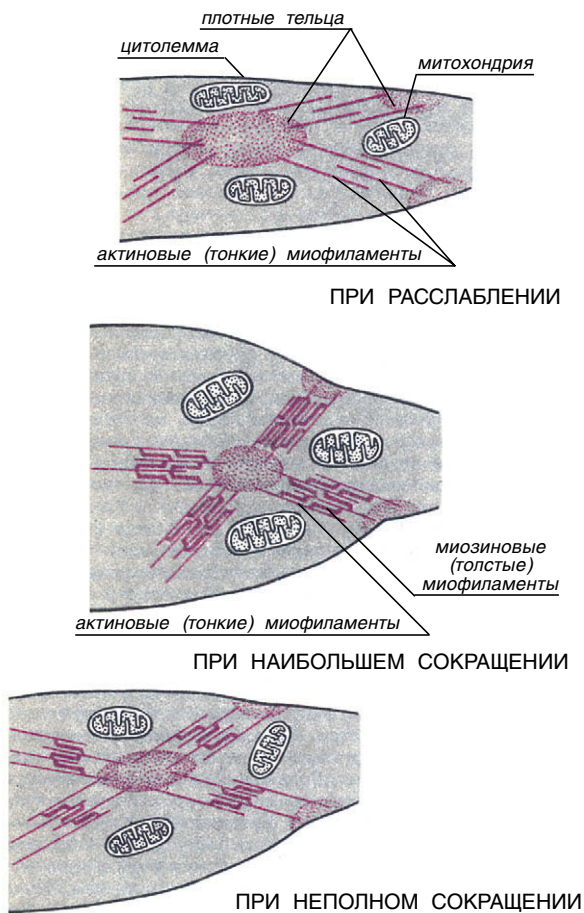 плотные тельца
цитолемма
митохондрия
актиновые (тонкие) миофиламенты
ПРИ РАССЛАБЛЕНИИ
миозиновые
(толстые)
миофиламенты
актиновые (тонкие) миофиламенты
ПРИ НАИБОЛЬШЕМ СОКРАЩЕНИИ
ПРИ НЕПОЛНОМ СОКРАЩЕНИИ